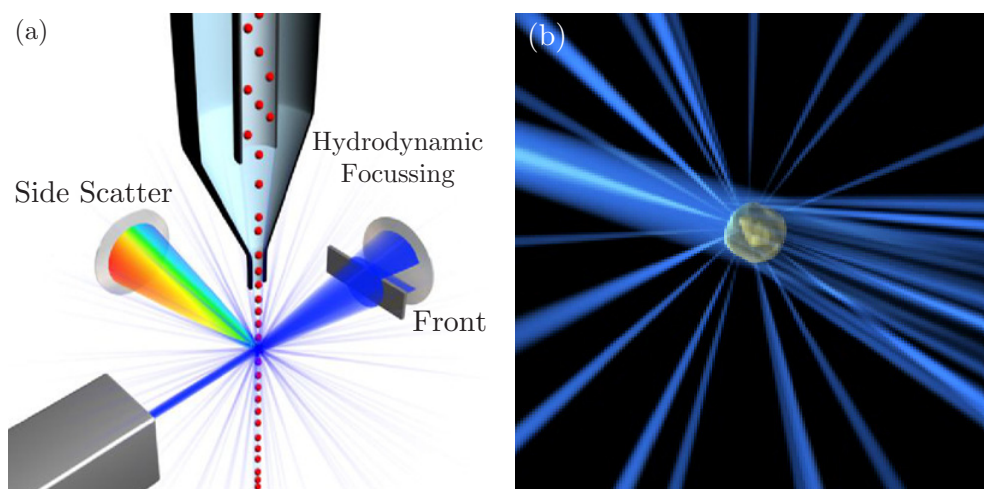 (a)
(b)
Hydrodynamic
Focussing
Side Scatter
Front